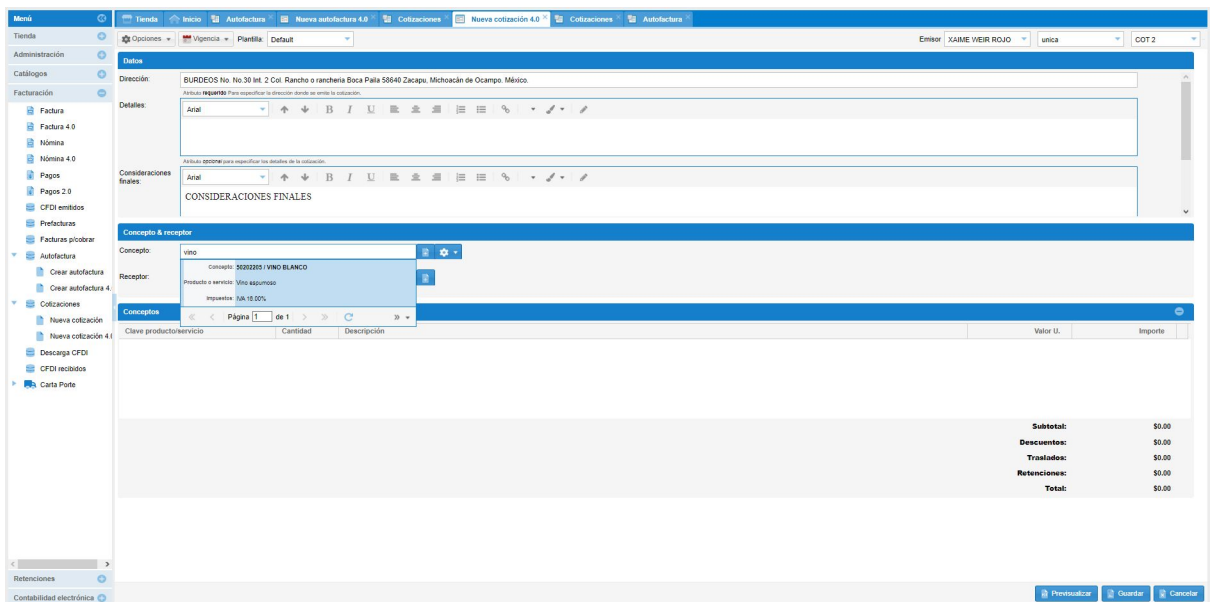 Menú
Tienda
Inicio
Autofactura
Nueva autofactura 4.0
Cotizaciones
Nueva cotización 4.0
Cotizaciones
Autofactura
Tienda
Administración
Catálogos
Facturación
Factura
Factura 4.0
Nómina
Nómina 4.0
Pagos
Pagos 2.0
CFDI emitidos
Prefacturas
Facturas p/cobrar
Autofactura
Crear autofactura
Crear autofactura 4.
Cotizaciones
Nueva cotización
Nueva cotización 4.0
Descarga CFDI
CFDI recibidos
Carta Porte
Retenciones
Contabilidad electrónica
Opciones
Vigencia
Plantilla: Default
Emisor XAIME WEIR ROJO unica COT 2
Datos
Dirección: BURDEOS No. No.30 Int. 2 Col. Rancho o rancheria Boca Paila 58640 Zacapu, Michoacán de Ocampo. México.
Atributo requerido Para especificar la dirección donde se emite la cotización.
Detalles: Arial B I U
Atributo opcional para especificar los detalles de la cotización.
Consideraciones finales: Arial B I U
CONSIDERACIONES FINALES
Concepto & receptor
Concepto: vino
Concepto: 50202205 / VINO BLANCO
Producto o servicio: Vino espumoso
Impuestos: IVA 16.00%
Receptor:
Página 1 de 1
Conceptos
Clave producto/servicio Cantidad Descripción Valor U. Importe
Subtotal: $0.00
Descuentos: $0.00
Traslados: $0.00
Retenciones: $0.00
Total: $0.00
Previsualizar Guardar Cancelar